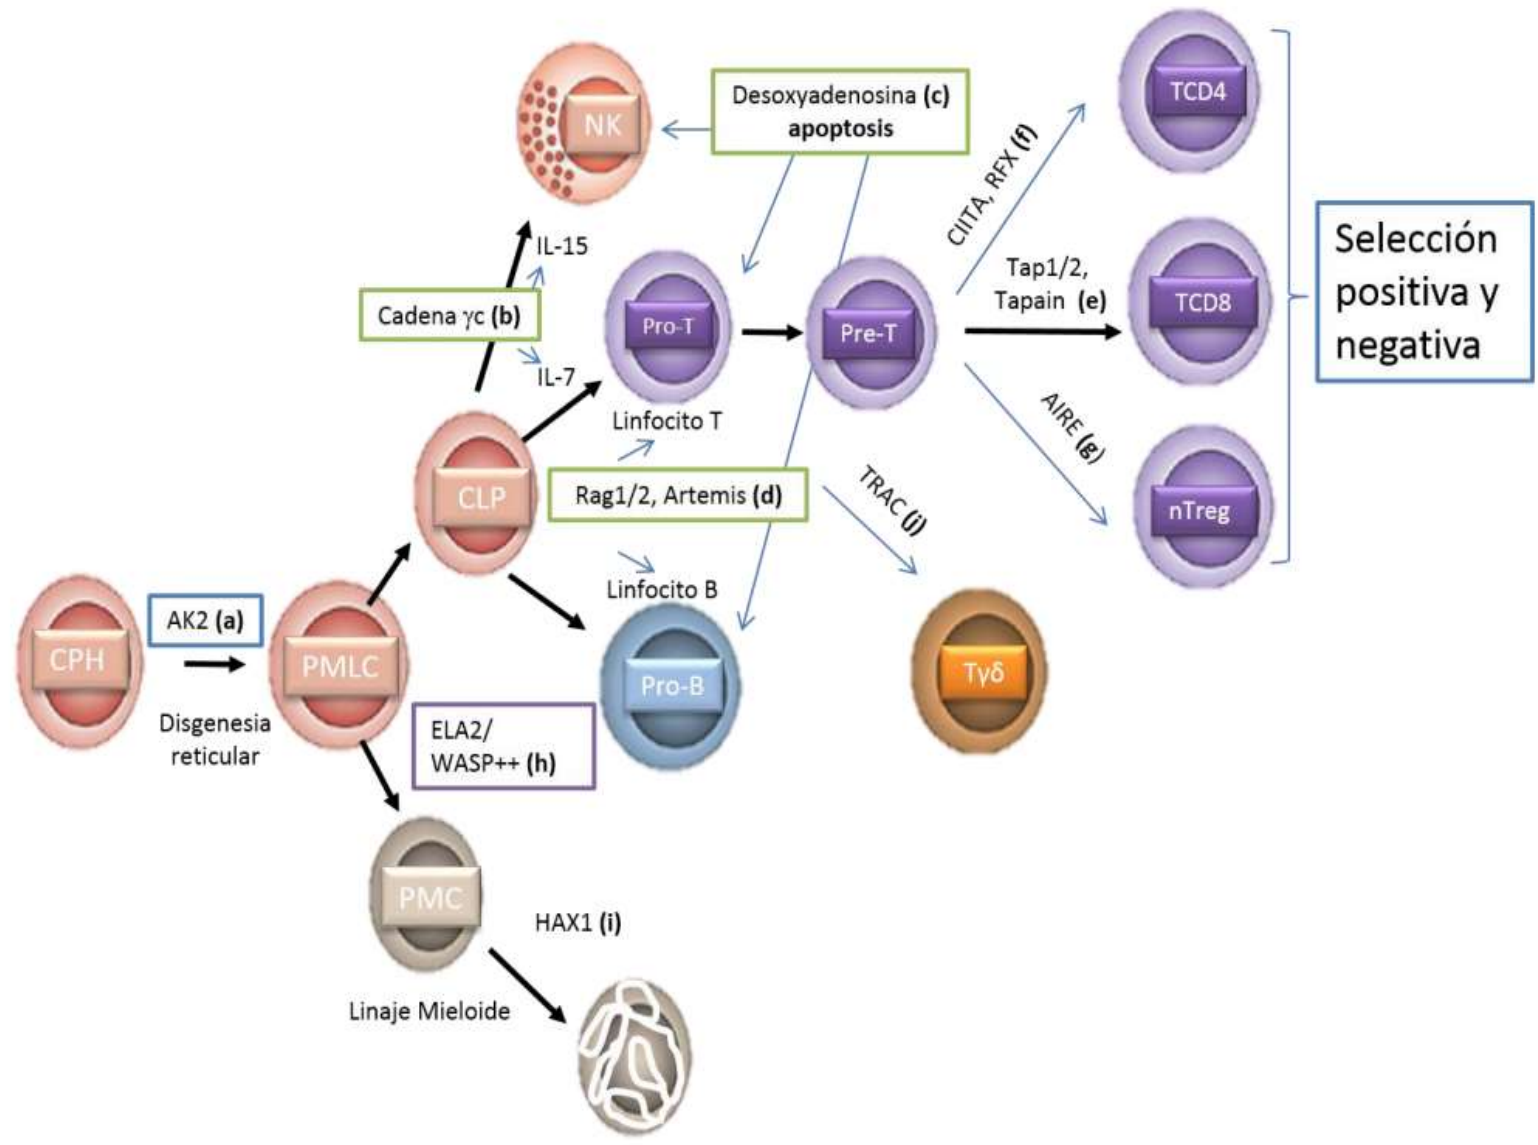 NK
Desoxyadenosina (c)
apoptosis
TCD4
CIITA, RFX (f)
IL-15
Cadena γc (b)
IL-7
Pro-T
Linfocito T
Pre-T
Tap1/2,
Tapain (e)
TCD8
Selección
positiva y
negativa
AIRE (g)
nTreg
CLP
Rag1/2, Artemis (d)
TRAC (j)
Linfocito B
Pro-B
Tγδ
CPH
AK2 (a)
Disgenesia
reticular
PMLC
ELA2/
WASP++ (h)
PMC
HAX1 (i)
Linaje Mieloide